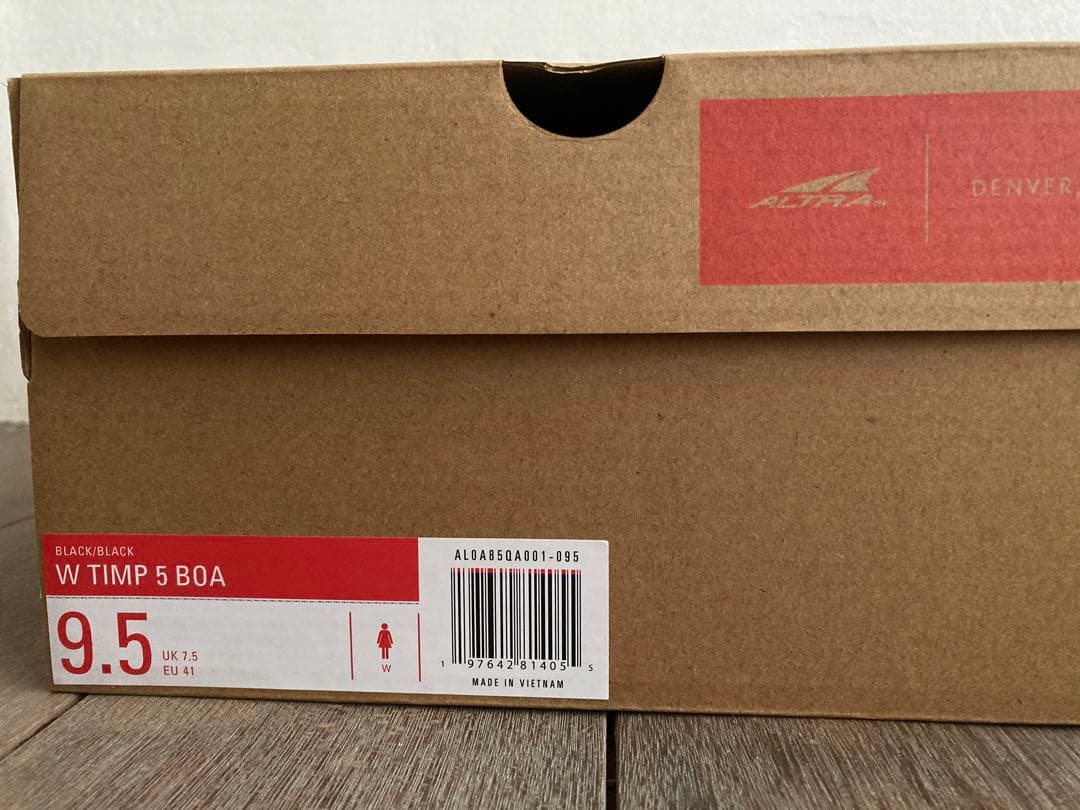 ALTRA™
DENVER,
BLACK/BLACK
W TIMP 5 BOA
9.5
UK 7.5
EU 41
W
AL0A85QA001-095
1 97642 81405 5
MADE IN VIETNAM